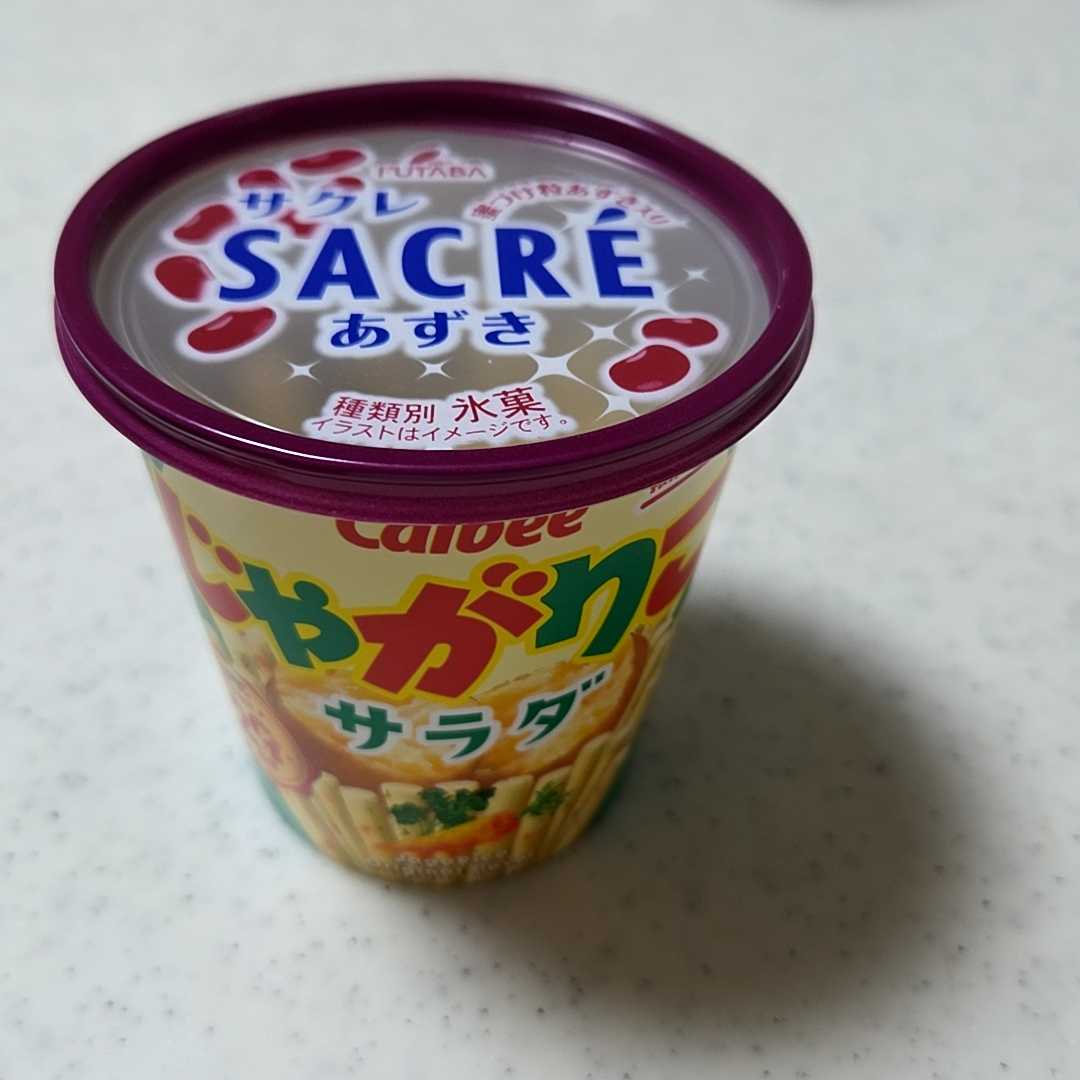 FUTABA
サクレ
蜜づけ粒あずき入り
SACRÉ
あずき
種類別 氷菓
イラストはイメージです。
Calbee
じゃがりこ
サラダ